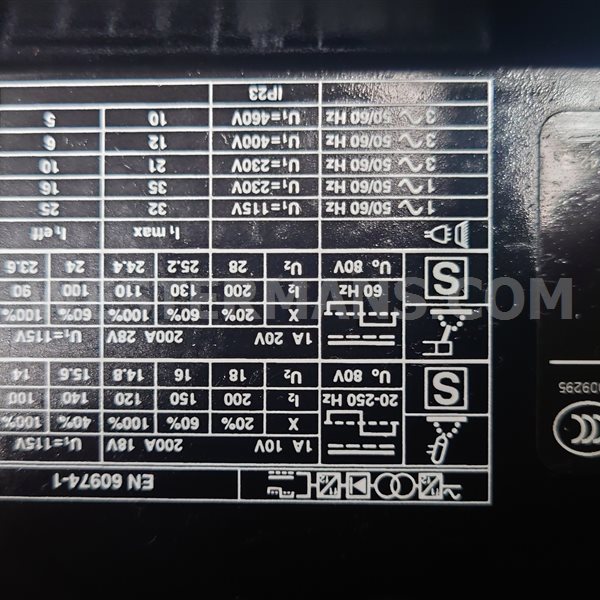 EN 60974-1
1A 10V 200A 18V U₁=115V
X 20% 60% 100% 40% 100%
20-250 Hz I₂ 200 150 120 140 100
S U₀ 80V U₂ 18 16 14.8 15.6 14
1A 20V 200A 28V U₁=115V
X 20% 60% 100% 60% 100%
60 Hz I₂ 200 130 110 100 90
S U₀ 80V U₂ 28 25.2 24.4 24 23.6
I₁ max I₁ eff
1 ~ 50/60 Hz U₁=115V 32 25
1 ~ 50/60 Hz U₁=230V 35 16
3 ~ 50/60 Hz U₁=230V 21 10
3 ~ 50/60 Hz U₁=400V 12 6
3 ~ 50/60 Hz U₁=460V 10 5
IP23
CCC
09295